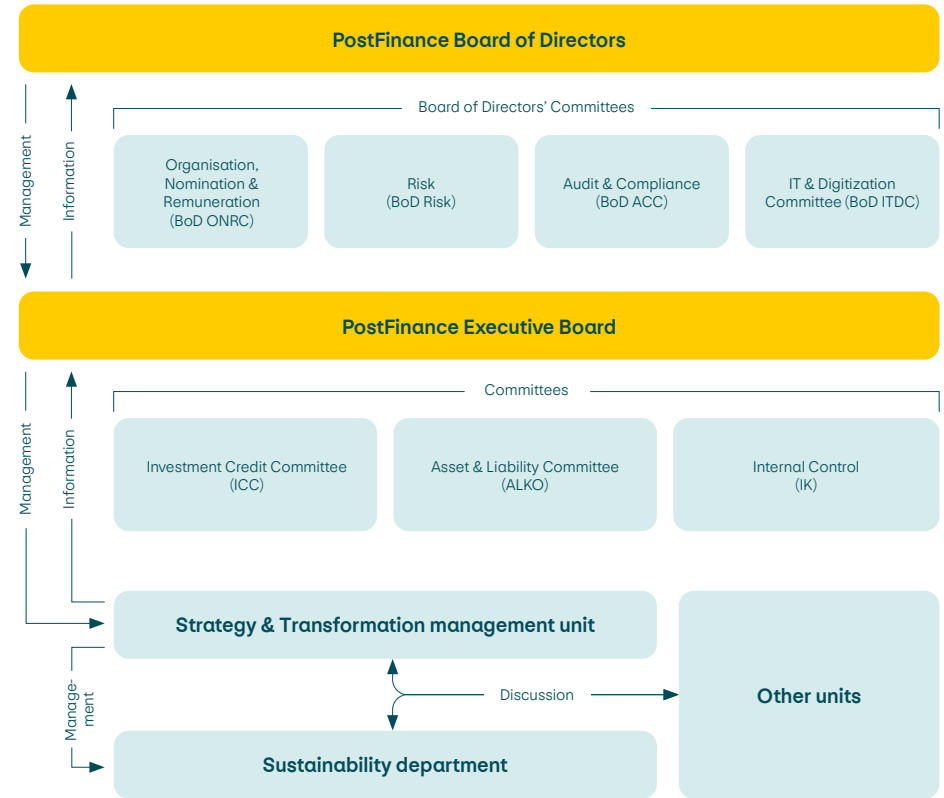 PostFinance Board of Directors
Management
Information
Board of Directors’ Committees
Organisation,
Nomination &
Remuneration
(BoD ONRC)
Risk
(BoD Risk)
Audit & Compliance
(BoD ACC)
IT & Digitization
Committee (BoD ITDC)
PostFinance Executive Board
Management
Information
Committees
Investment Credit Committee
(ICC)
Asset & Liability Committee
(ALKO)
Internal Control
(IK)
Strategy & Transformation management unit
Manage-
ment
Discussion
Other units
Sustainability department